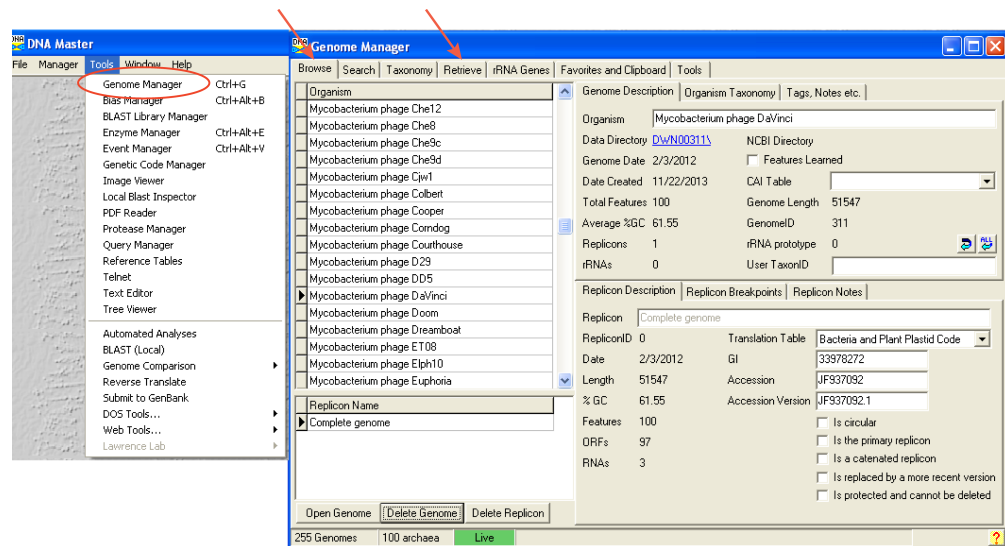 DNA Master
File Manager Tools Window Help
Genome Manager Ctrl+G
Bias Manager Ctrl+Alt+B
BLAST Library Manager
Enzyme Manager Ctrl+Alt+E
Event Manager Ctrl+Alt+V
Genetic Code Manager
Image Viewer
Local Blast Inspector
PDF Reader
Protease Manager
Query Manager
Reference Tables
Telnet
Text Editor
Tree Viewer
Automated Analyses
BLAST (Local)
Genome Comparison
Reverse Translate
Submit to GenBank
DOS Tools...
Web Tools...
Lawrence Lab
Genome Manager
Browse Search Taxonomy Retrieve rRNA Genes Favorites and Clipboard Tools
Organism
Mycobacterium phage Che12
Mycobacterium phage Che8
Mycobacterium phage Che9c
Mycobacterium phage Che9d
Mycobacterium phage Cjw1
Mycobacterium phage Colbert
Mycobacterium phage Cooper
Mycobacterium phage Corndog
Mycobacterium phage Courthouse
Mycobacterium phage D29
Mycobacterium phage DD5
Mycobacterium phage DaVinci
Mycobacterium phage Doom
Mycobacterium phage Dreamboat
Mycobacterium phage ET08
Mycobacterium phage Elph10
Mycobacterium phage Euphoria
Replicon Name
Complete genome
Open Genome Delete Genome Delete Replicon
Genome Description Organism Taxonomy Tags, Notes etc.
Organism Mycobacterium phage DaVinci
Data Directory DWN00311\ NCBI Directory
Genome Date 2/3/2012 Features Learned
Date Created 11/22/2013 CAI Table
Total Features 100 Genome Length 51547
Average %GC 61.55 GenomeID 311
Replicons 1 rRNA prototype 0 ALL
rRNAs 0 User TaxonID
Replicon Description Replicon Breakpoints Replicon Notes
Replicon Complete genome
RepliconID 0 Translation Table Bacteria and Plant Plastid Code
Date 2/3/2012 GI 33978272
Length 51547 Accession JF937092
% GC 61.55 Accession Version JF937092.1
Features 100 Is circular
ORFs 97 Is the primary replicon
RNAs 3 Is a catenated replicon
Is replaced by a more recent version
Is protected and cannot be deleted
255 Genomes 100 archaea Live ?